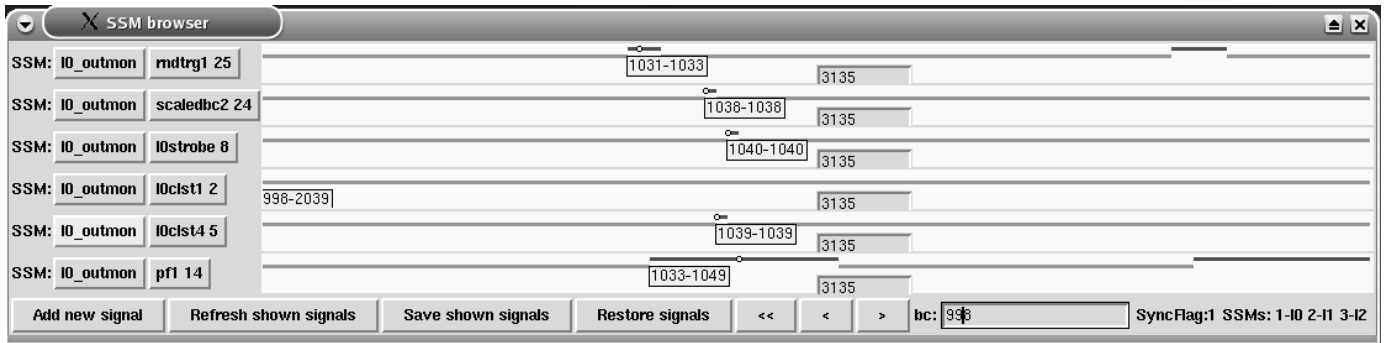 SSM browser
SSM: l0_outmon rndtrg1 25 1031-1033 3135
SSM: l0_outmon scaledbc2 24 1038-1038 3135
SSM: l0_outmon l0strobe 8 1040-1040 3135
SSM: l0_outmon l0clst1 2 998-2039 3135
SSM: l0_outmon l0clst4 5 1039-1039 3135
SSM: l0_outmon pf1 14 1033-1049 3135
Add new signal Refresh shown signals Save shown signals Restore signals << < > bc: 998 SyncFlag:1 SSMs: 1-l0 2-l1 3-l2